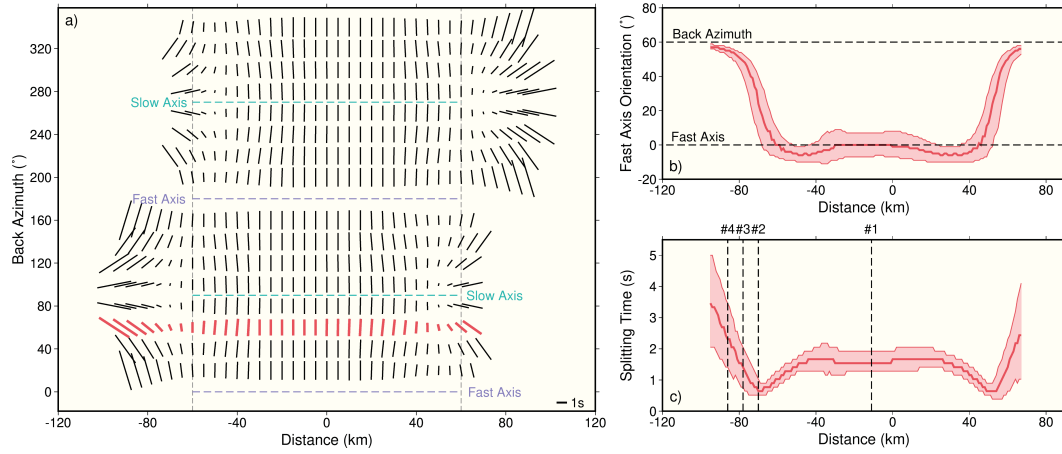 a)
Back Azimuth (°)
320
280
240
200
160
120
80
40
0
Slow Axis
Fast Axis
Slow Axis
Fast Axis
1s
-120 -80 -40 0 40 80 120
Distance (km)
Fast Axis Orientation (°)
80
60
40
20
0
-20
Back Azimuth
Fast Axis
b)
-120 -80 -40 0 40 80
Distance (km)
#4 #3 #2 #1
Splitting Time (s)
5
4
3
2
1
0
c)
-120 -80 -40 0 40 80
Distance (km)